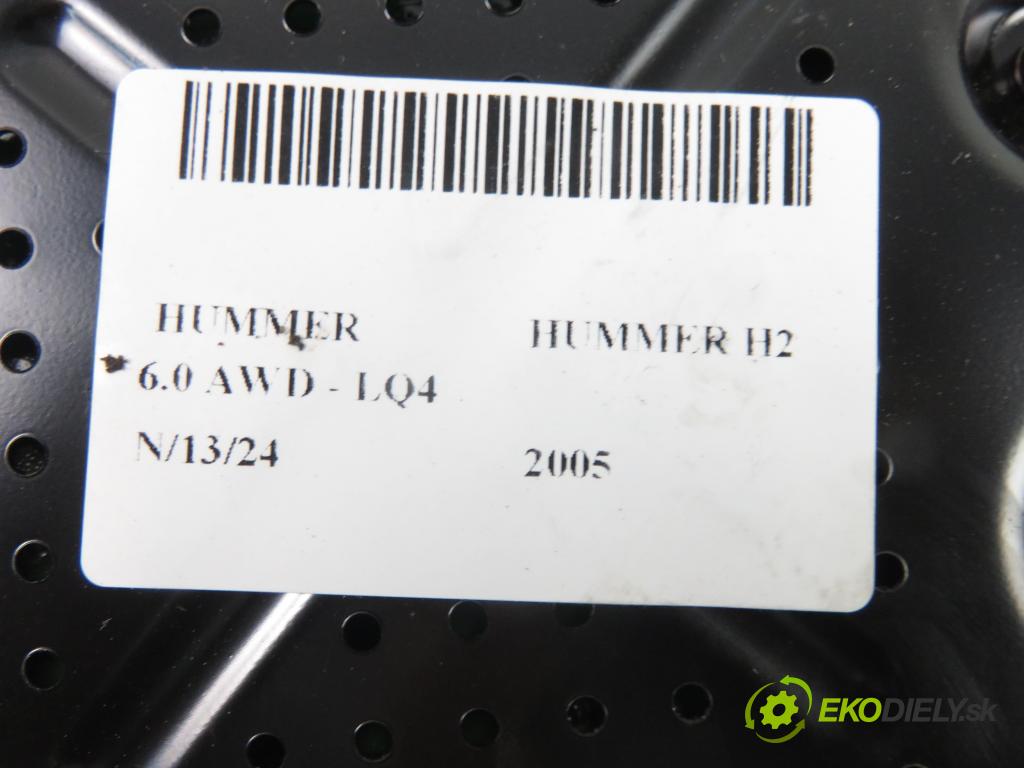 HUMMER HUMMER H2
6.0 AWD - LQ4
N/13/24 2005
EKODIELY.sk